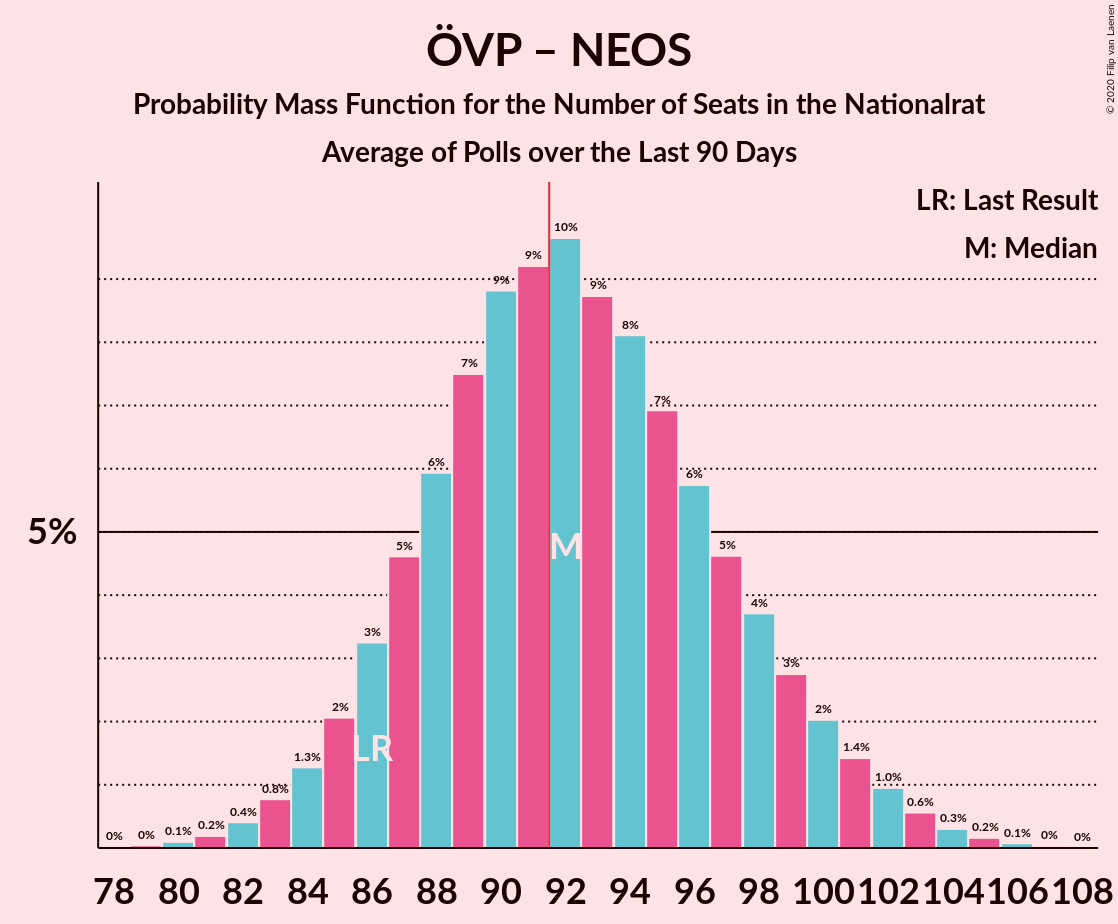 ÖVP – NEOS
Probability Mass Function for the Number of Seats in the Nationalrat
Average of Polls over the Last 90 Days
© 2020 Filip van Laenen
LR: Last Result
M: Median
5%
0% 0% 0.1% 0.2% 0.4% 0.8% 1.3% 2% 3% 5% 6% 7% 9% 9% 10% 9% 8% 7% 6% 5% 4% 3% 2% 1.4% 1.0% 0.6% 0.3% 0.2% 0.1% 0% 0%
M
LR
78 80 82 84 86 88 90 92 94 96 98 100 102 104 106 108